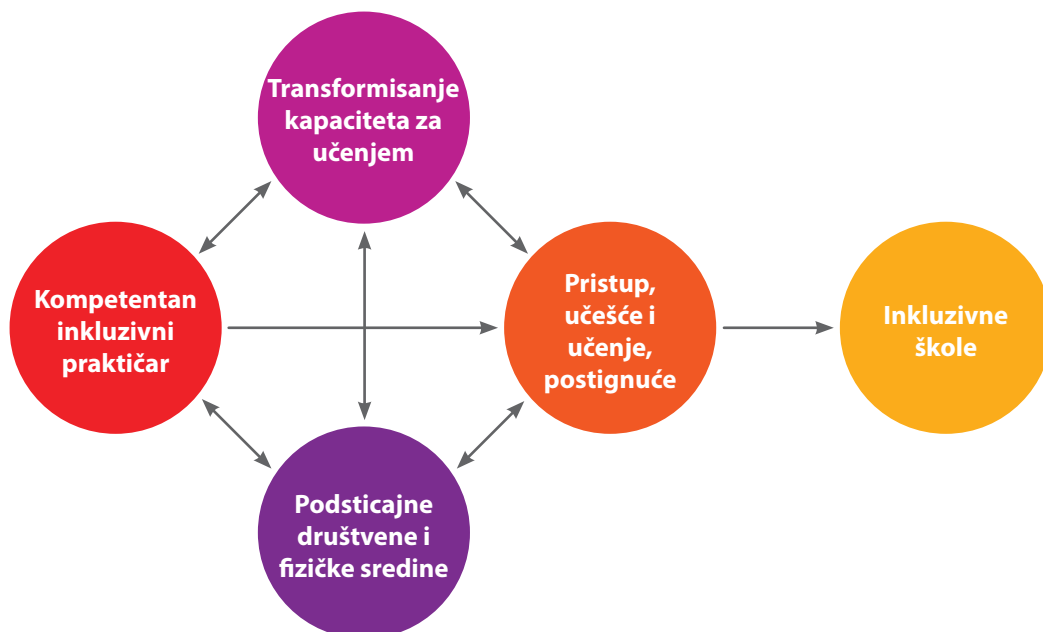 Transformisanje
kapaciteta za
učenjem
Kompetentan
inkluzivni
praktičar
Pristup,
učešće i
učenje,
postignuće
Inkluzivne
škole
Podsticajne
društvene i
fizičke sredine